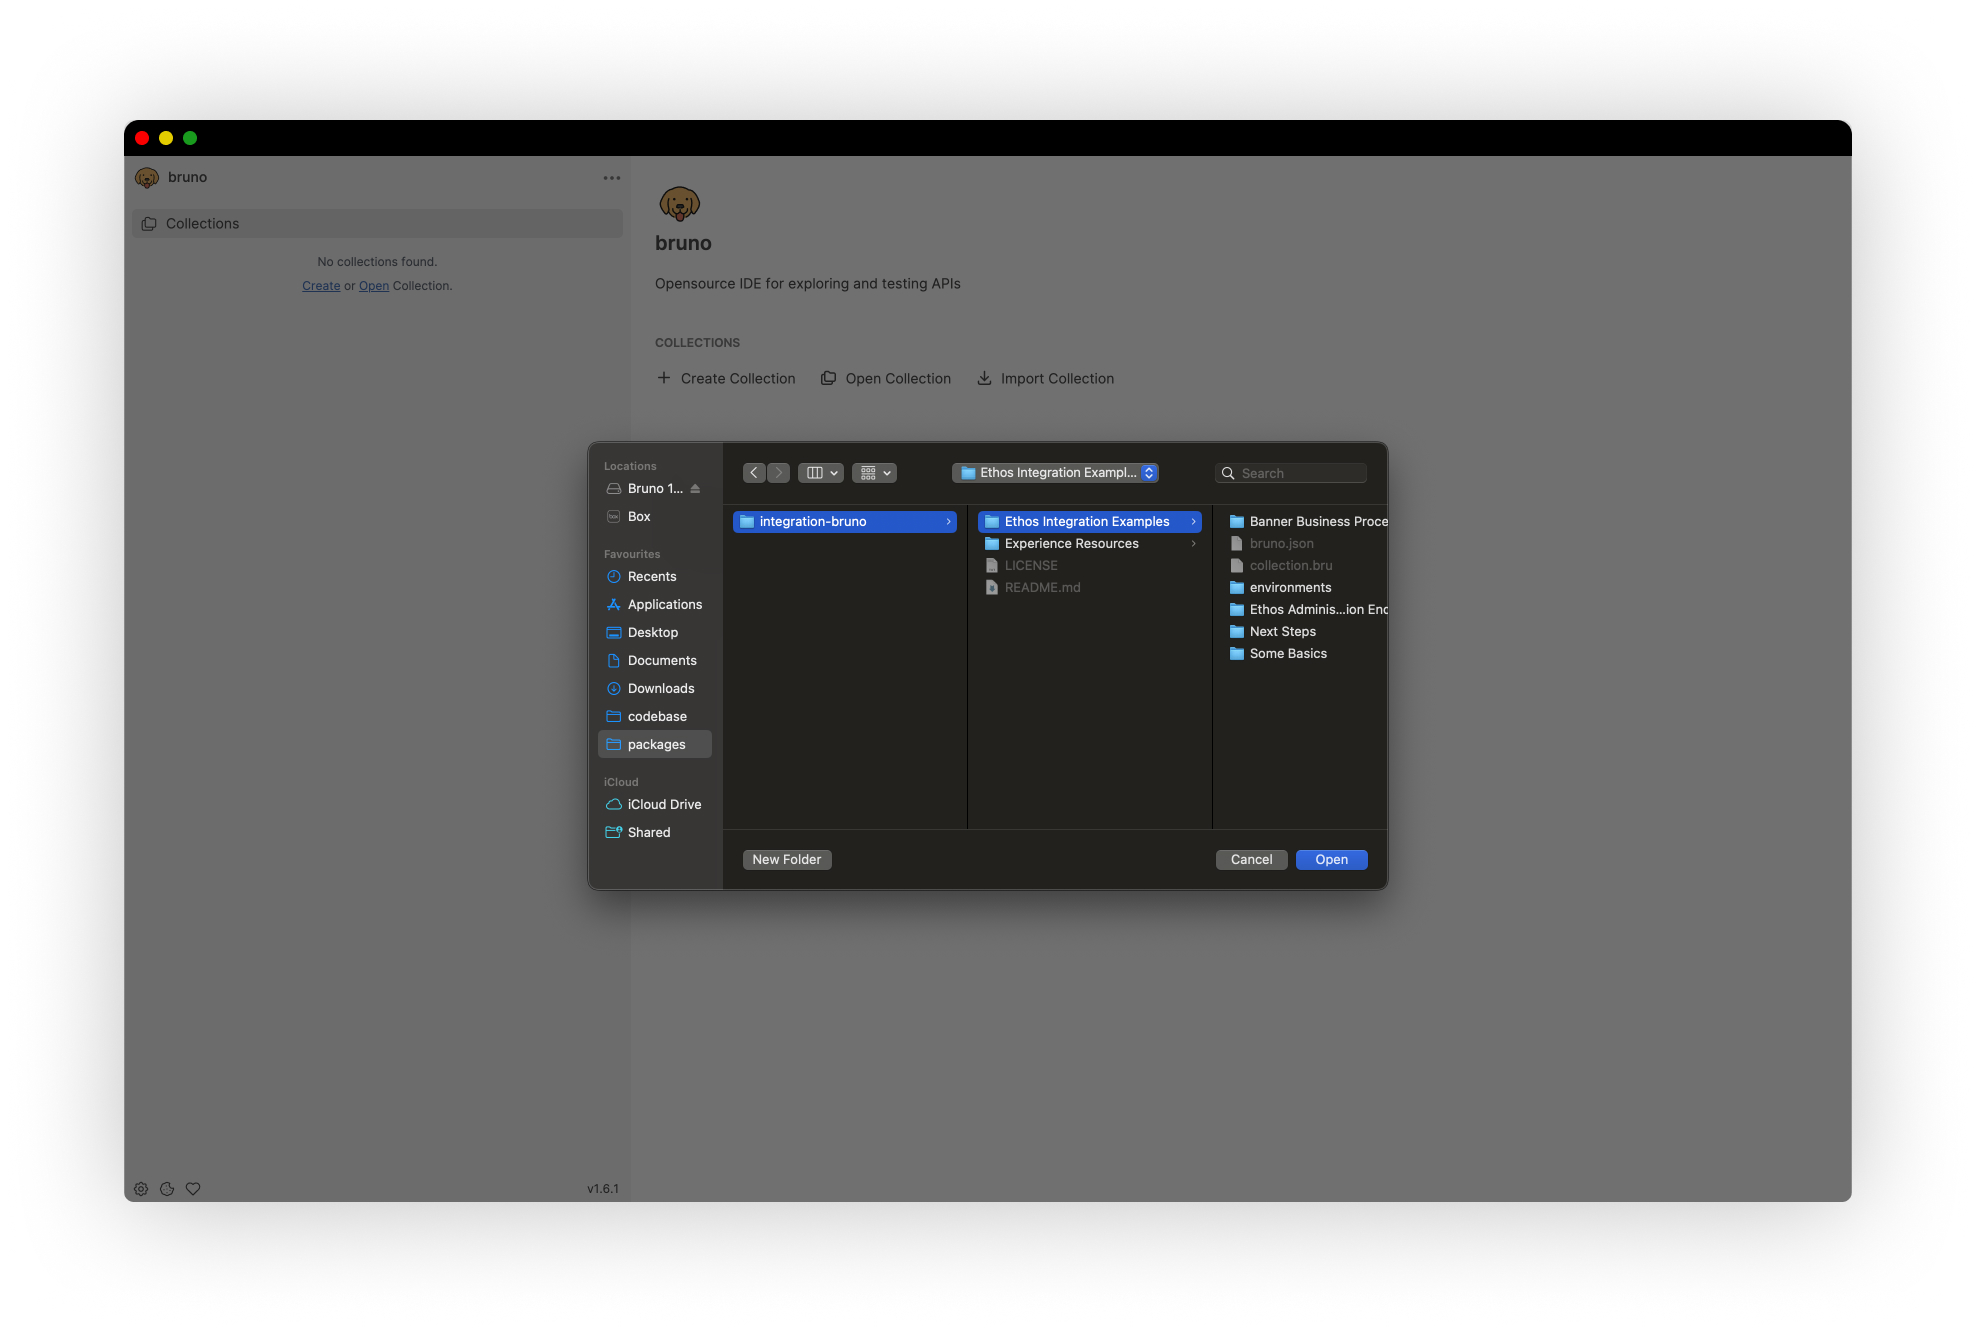 bruno
Collections
No collections found.
Create or Open Collection.
bruno
Opensource IDE for exploring and testing APIs
COLLECTIONS
Create Collection
Open Collection
Import Collection
Locations
Bruno 1...
Box
Favourites
Recents
Applications
Desktop
Documents
Downloads
codebase
packages
iCloud
iCloud Drive
Shared
Ethos Integration Exampl...
Search
integration-bruno
Ethos Integration Examples
Experience Resources
LICENSE
README.md
Banner Business Proce
bruno.json
collection.bru
environments
Ethos Adminis...ion Enc
Next Steps
Some Basics
New Folder
Cancel
Open
v1.6.1